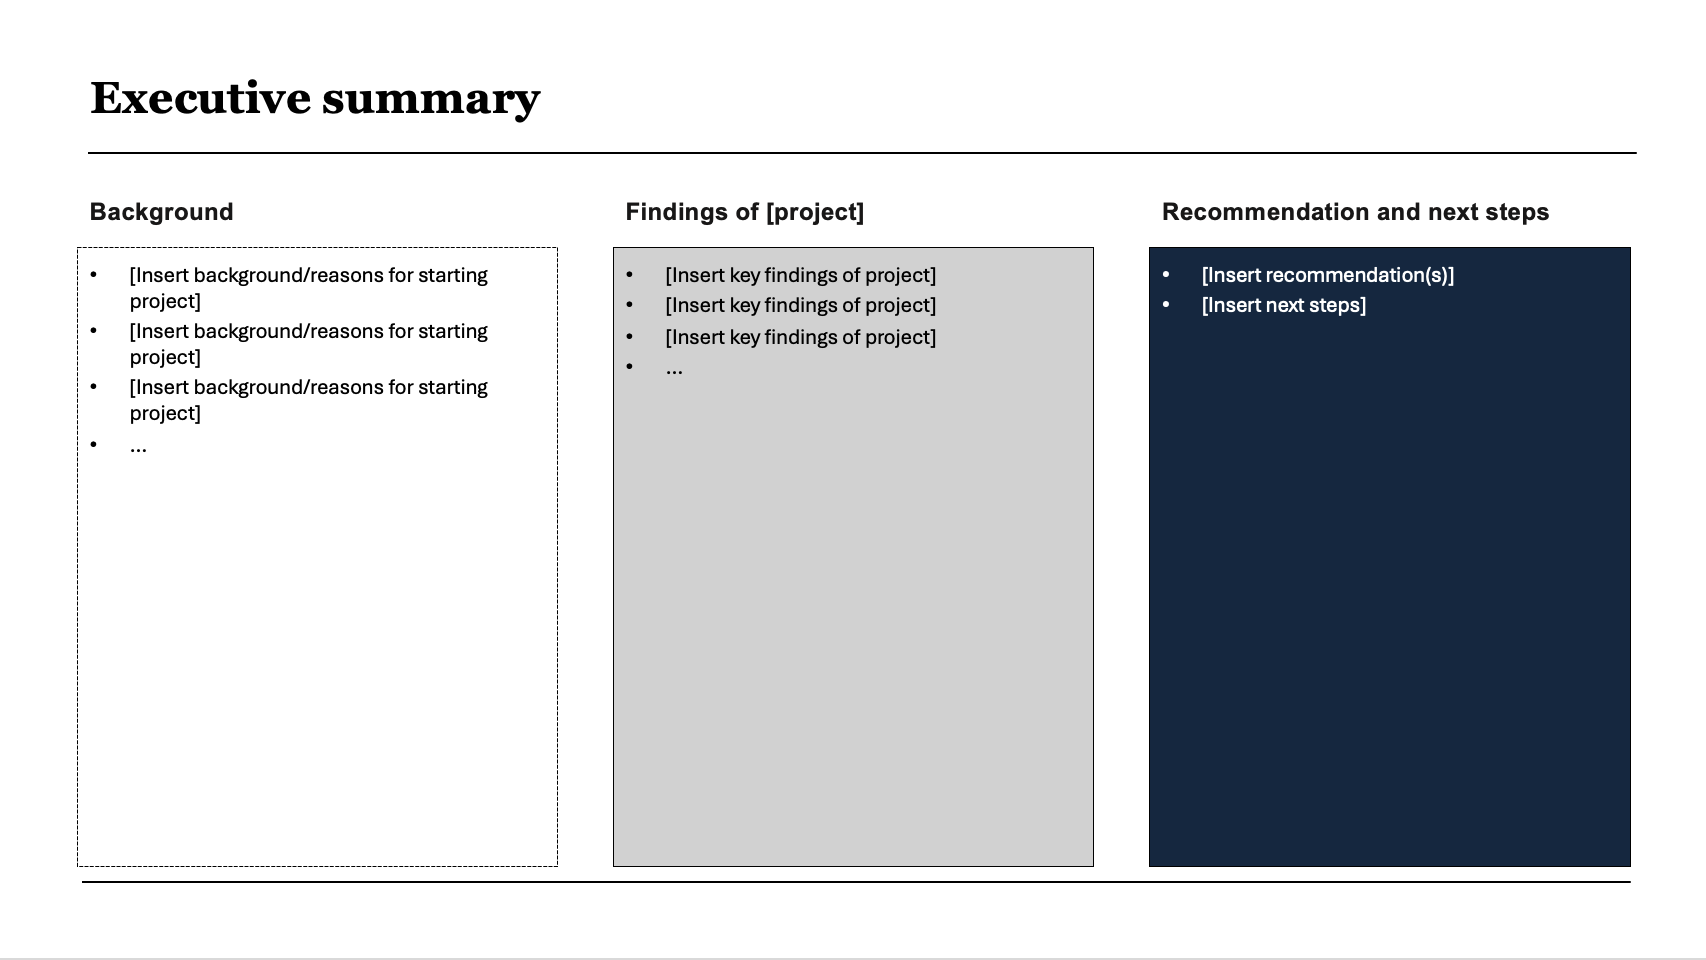 Executive summary
Background
• [Insert background/reasons for starting
project]
• [Insert background/reasons for starting
project]
• [Insert background/reasons for starting
project]
• ...
Findings of [project]
• [Insert key findings of project]
• [Insert key findings of project]
• [Insert key findings of project]
• ...
Recommendation and next steps
• [Insert recommendation(s)]
• [Insert next steps]